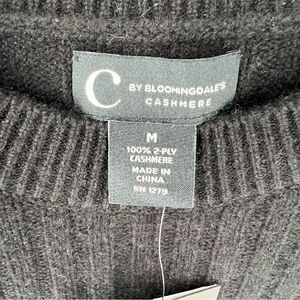 C BY BLOOMINGDALE'S
CASHMERE
M
100% 2-PLY
CASHMERE
MADE IN
CHINA
RN 1279